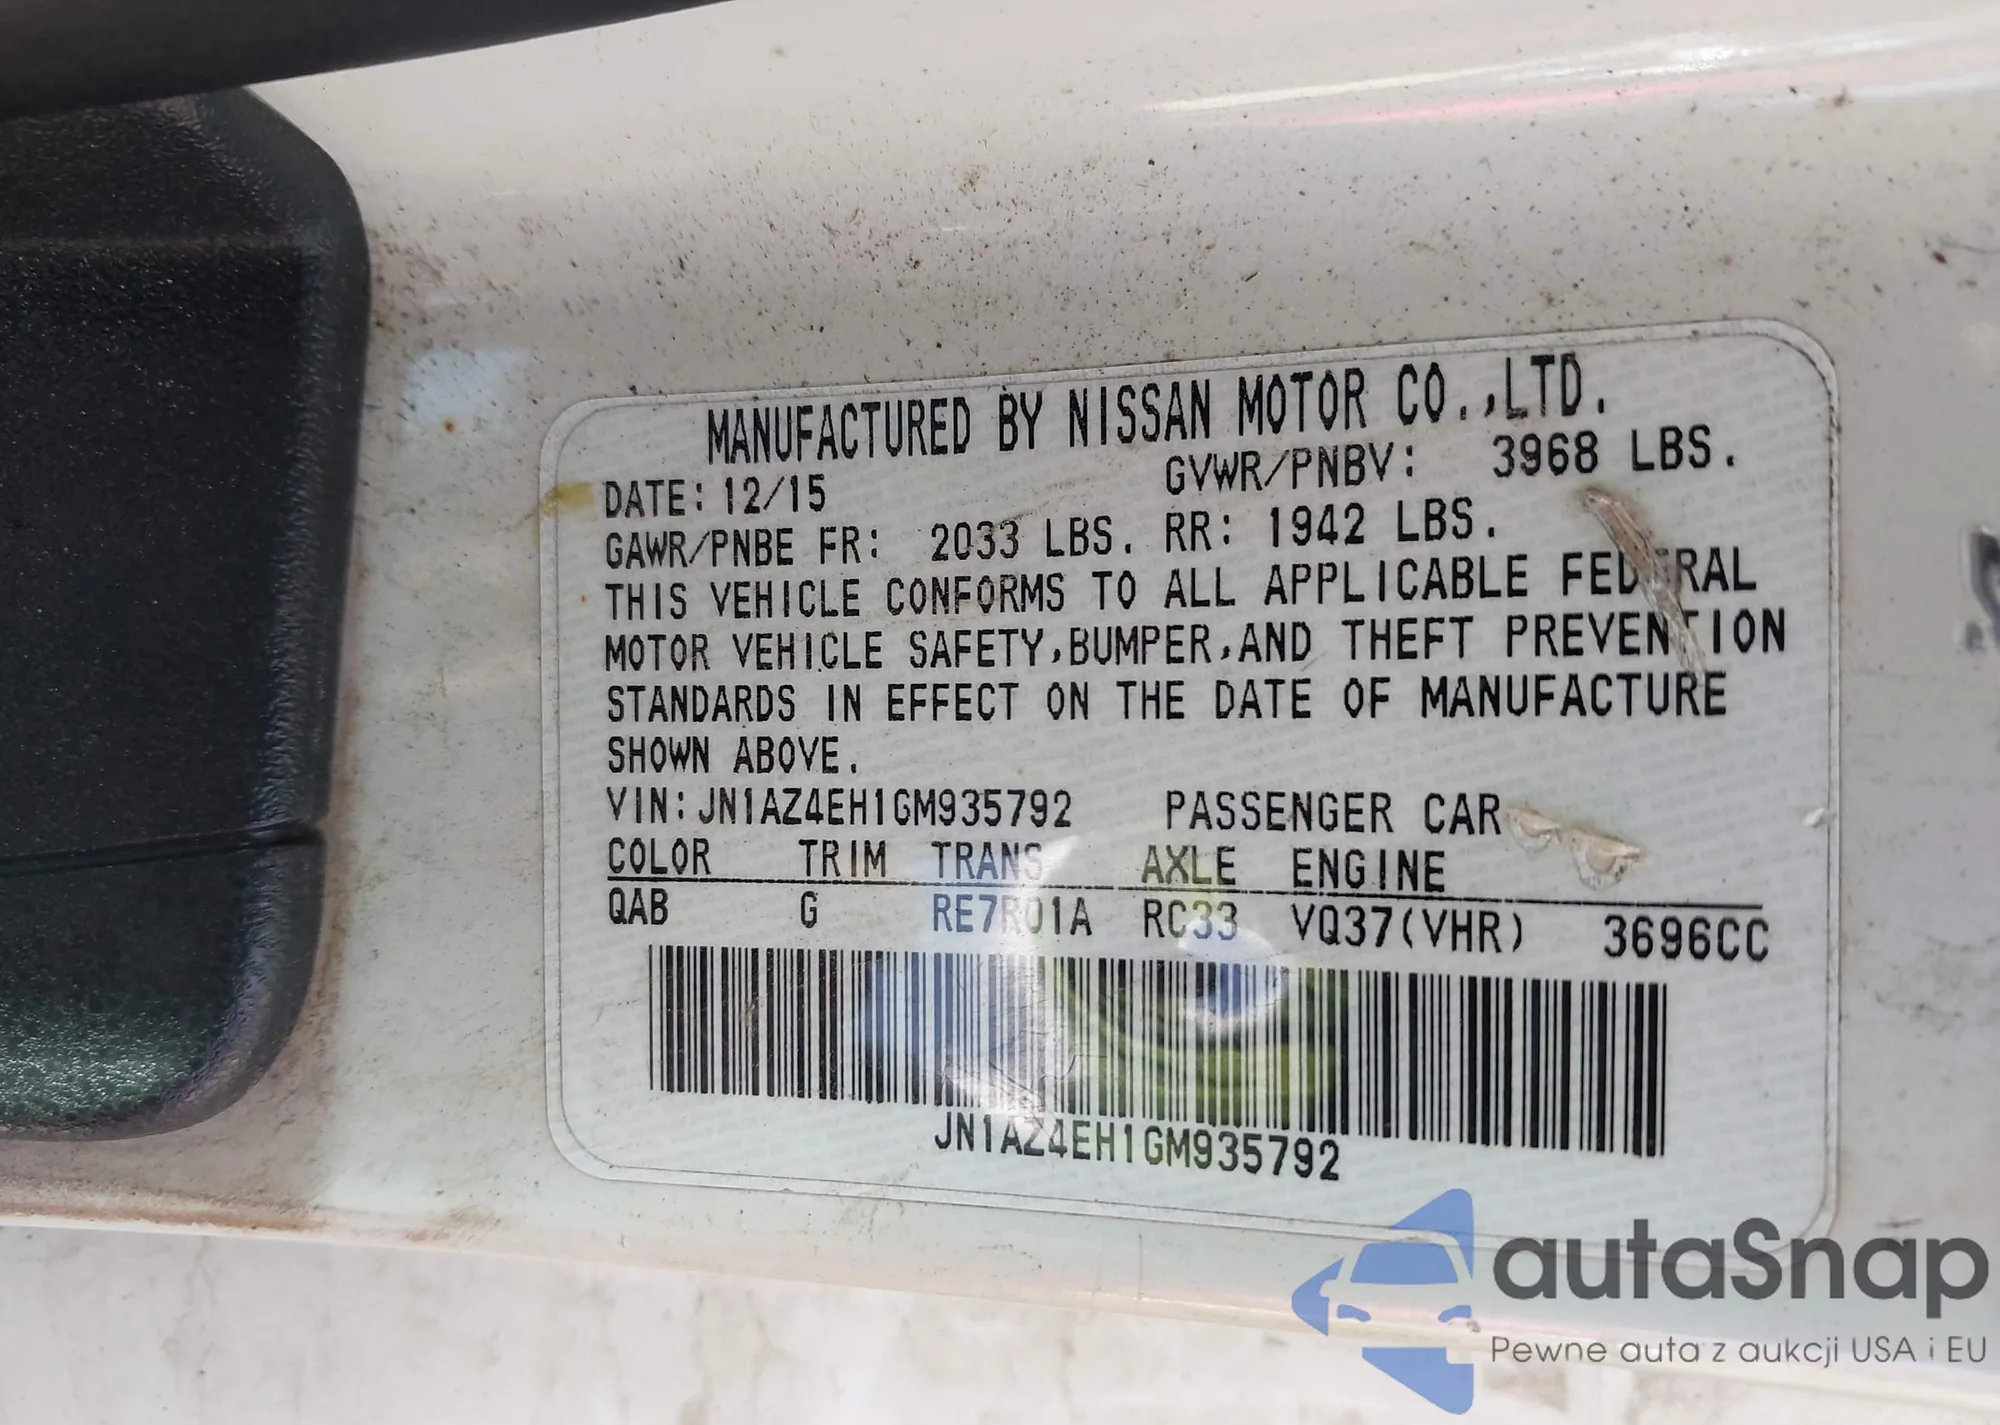 MANUFACTURED BY NISSAN MOTOR CO.,LTD.
DATE: 12/15 GVWR/PNBV: 3968 LBS.
GAWR/PNBE FR: 2033 LBS. RR: 1942 LBS.
THIS VEHICLE CONFORMS TO ALL APPLICABLE FEDERAL
MOTOR VEHICLE SAFETY,BUMPER,AND THEFT PREVENTION
STANDARDS IN EFFECT ON THE DATE OF MANUFACTURE
SHOWN ABOVE.
VIN:JN1AZ4EH1GM935792 PASSENGER CAR
COLOR TRIM TRANS AXLE ENGINE
QAB G RE7R01A RC33 VQ37(VHR) 3696CC
JN1AZ4EH1GM935792
autaSnap
Pewne auta z aukcji USA i EU